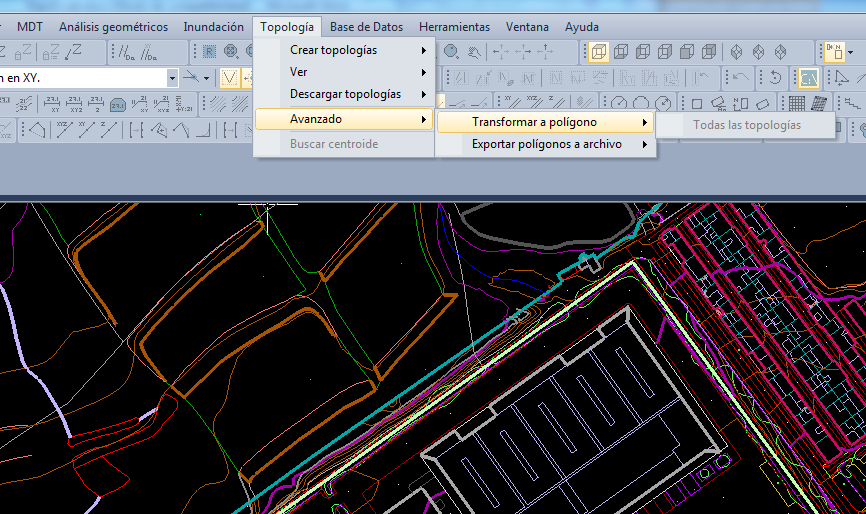 MDT Análisis geométricos Inundación Topología Base de Datos Herramientas Ventana Ayuda
Crear topologías
n en XY.
Ver
Descargar topologías
Avanzado
Transformar a polígono
Todas las topologías
Buscar centroide
Exportar polígonos a archivo